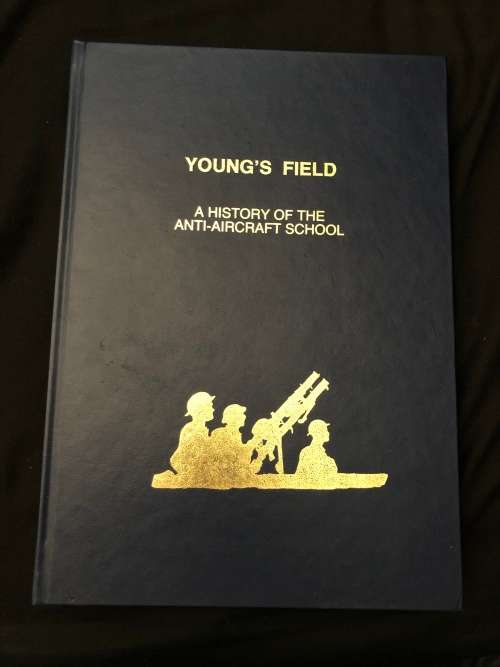 YOUNG'S FIELD
A HISTORY OF THE
ANTI-AIRCRAFT SCHOOL